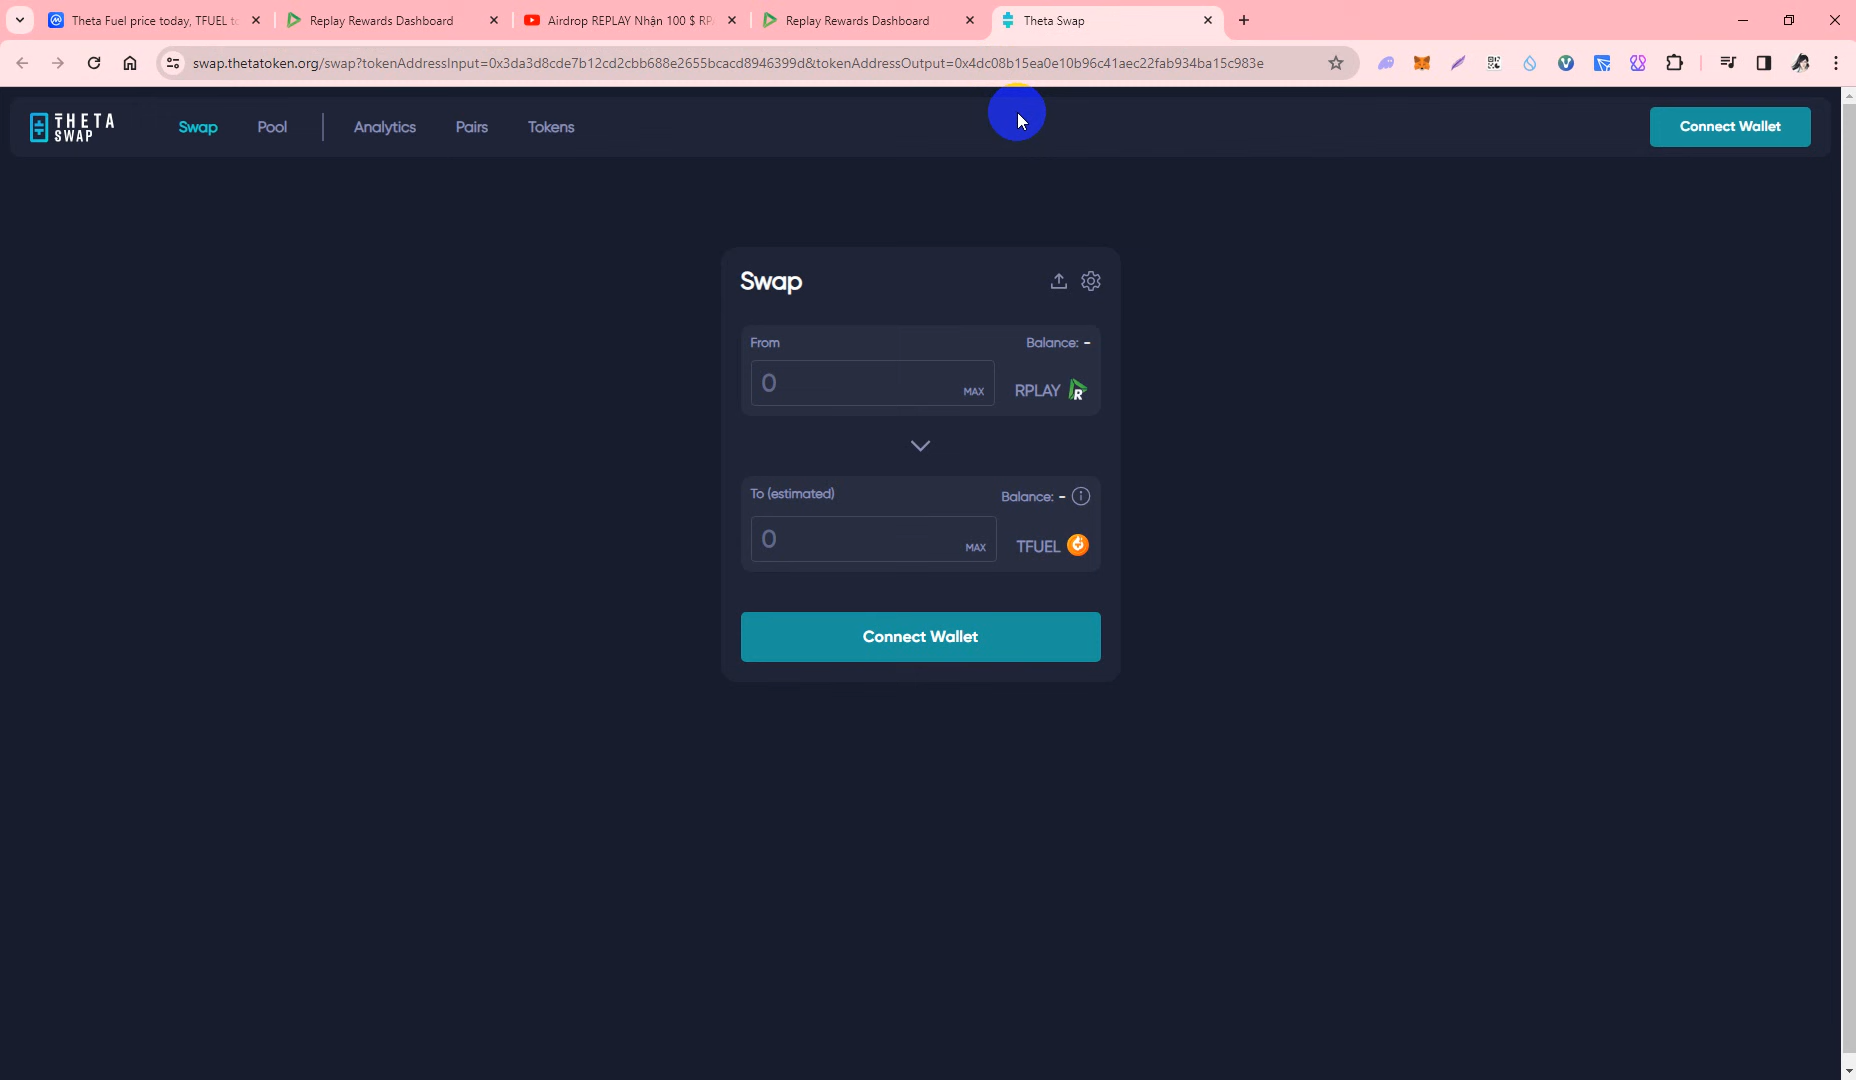 Theta Fuel price today, TFUEL to
Replay Rewards Dashboard
Airdrop REPLAY Nhận 100 $ RPA
Replay Rewards Dashboard
Theta Swap
swap.thetatoken.org/swap?tokenAddressInput=0x3da3d8cde7b12cd2cbb688e2655bcacd8946399d&tokenAddressOutput=0x4dc08b15ea0e10b96c41aec22fab934ba15c983e
THETA
SWAP
Swap
Pool
Analytics
Pairs
Tokens
Connect Wallet
Swap
From
Balance: -
0
MAX
RPLAY
To (estimated)
Balance: -
0
MAX
TFUEL
Connect Wallet